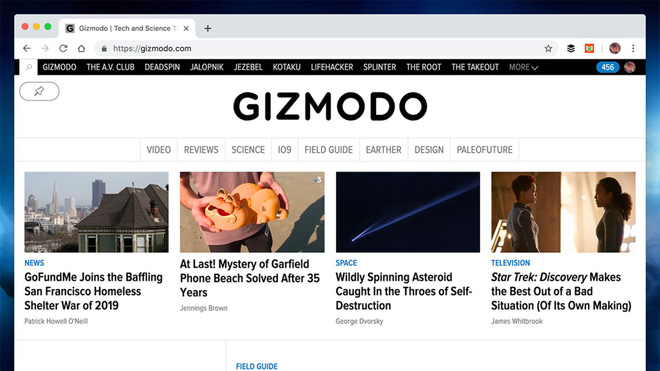 Gizmodo | Tech and Science T
https://gizmodo.com
GIZMODO THE A.V. CLUB DEADSPIN JALOPNIK JEZEBEL KOTAKU LIFEHACKER SPLINTER THE ROOT THE TAKEOUT MORE 456
GIZMODO
VIDEO REVIEWS SCIENCE IO9 FIELD GUIDE EARTHER DESIGN PALEOFUTURE
NEWS
GoFundMe Joins the Baffling
San Francisco Homeless
Shelter War of 2019
Patrick Howell O'Neill
At Last! Mystery of Garfield
Phone Beach Solved After 35
Years
Jennings Brown
SPACE
Wildly Spinning Asteroid
Caught In the Throes of Self-
Destruction
George Dvorsky
TELEVISION
Star Trek: Discovery Makes
the Best Out of a Bad
Situation (Of Its Own Making)
James Whitbrook
FIELD GUIDE